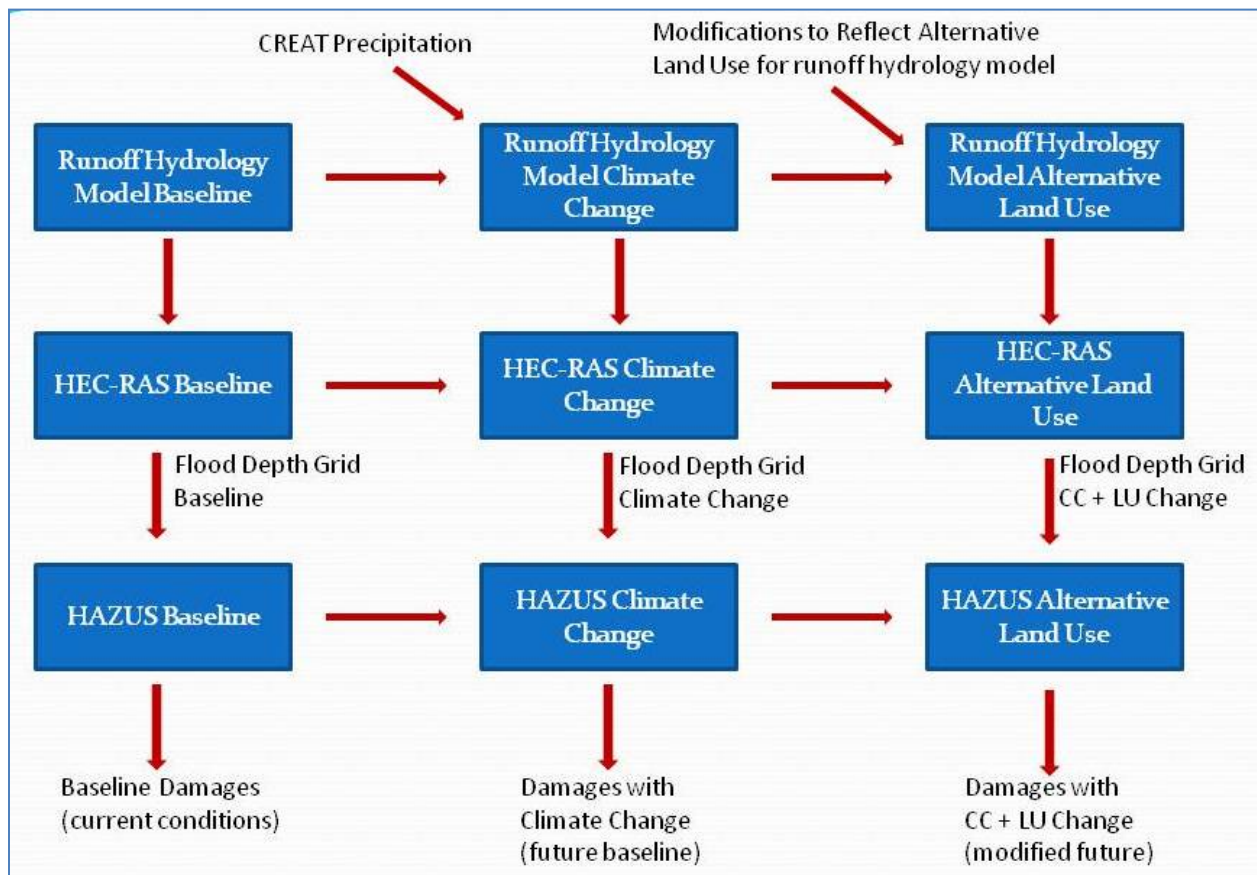 CREAT Precipitation
Modifications to Reflect Alternative
Land Use for runoff hydrology model
Runoff Hydrology
Model Baseline
Runoff Hydrology
Model Climate
Change
Runoff Hydrology
Model Alternative
Land Use
HEC-RAS Baseline
HEC-RAS Climate
Change
HEC-RAS
Alternative Land
Use
Flood Depth Grid
Baseline
Flood Depth Grid
Climate Change
Flood Depth Grid
CC + LU Change
HAZUS Baseline
HAZUS Climate
Change
HAZUS Alternative
Land Use
Baseline Damages
(current conditions)
Damages with
Climate Change
(future baseline)
Damages with
CC + LU Change
(modified future)